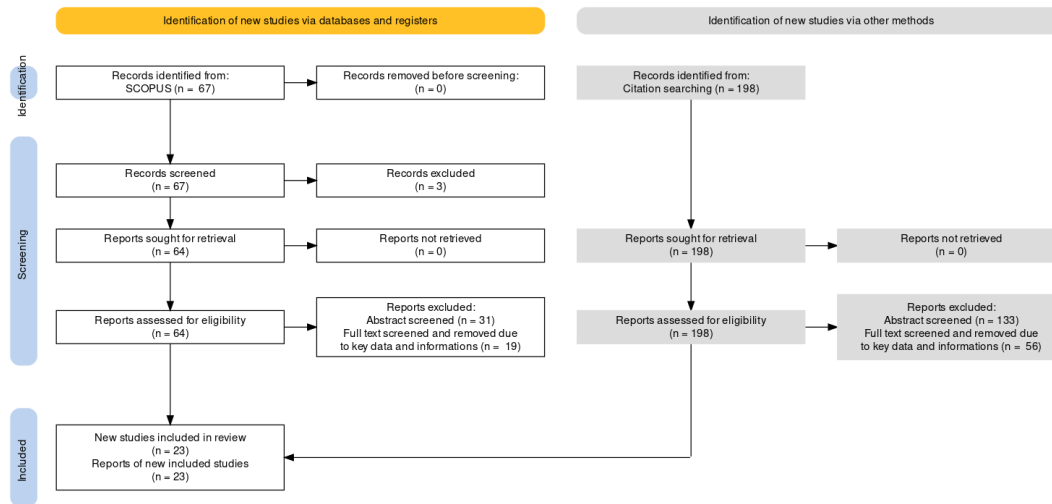 Identification of new studies via databases and registers
Identification of new studies via other methods
Identification
Records identified from:
SCOPUS (n = 67)
Records removed before screening:
(n = 0)
Records identified from:
Citation searching (n = 198)
Screening
Records screened
(n = 67)
Records excluded
(n = 3)
Reports sought for retrieval
(n = 64)
Reports not retrieved
(n = 0)
Reports sought for retrieval
(n = 198)
Reports not retrieved
(n = 0)
Reports assessed for eligibility
(n = 64)
Reports excluded:
Abstract screened (n = 31)
Full text screened and removed due
to key data and informations (n = 19)
Reports assessed for eligibility
(n = 198)
Reports excluded:
Abstract screened (n = 133)
Full text screened and removed due
to key data and informations (n = 56)
Included
New studies included in review
(n = 23)
Reports of new included studies
(n = 23)